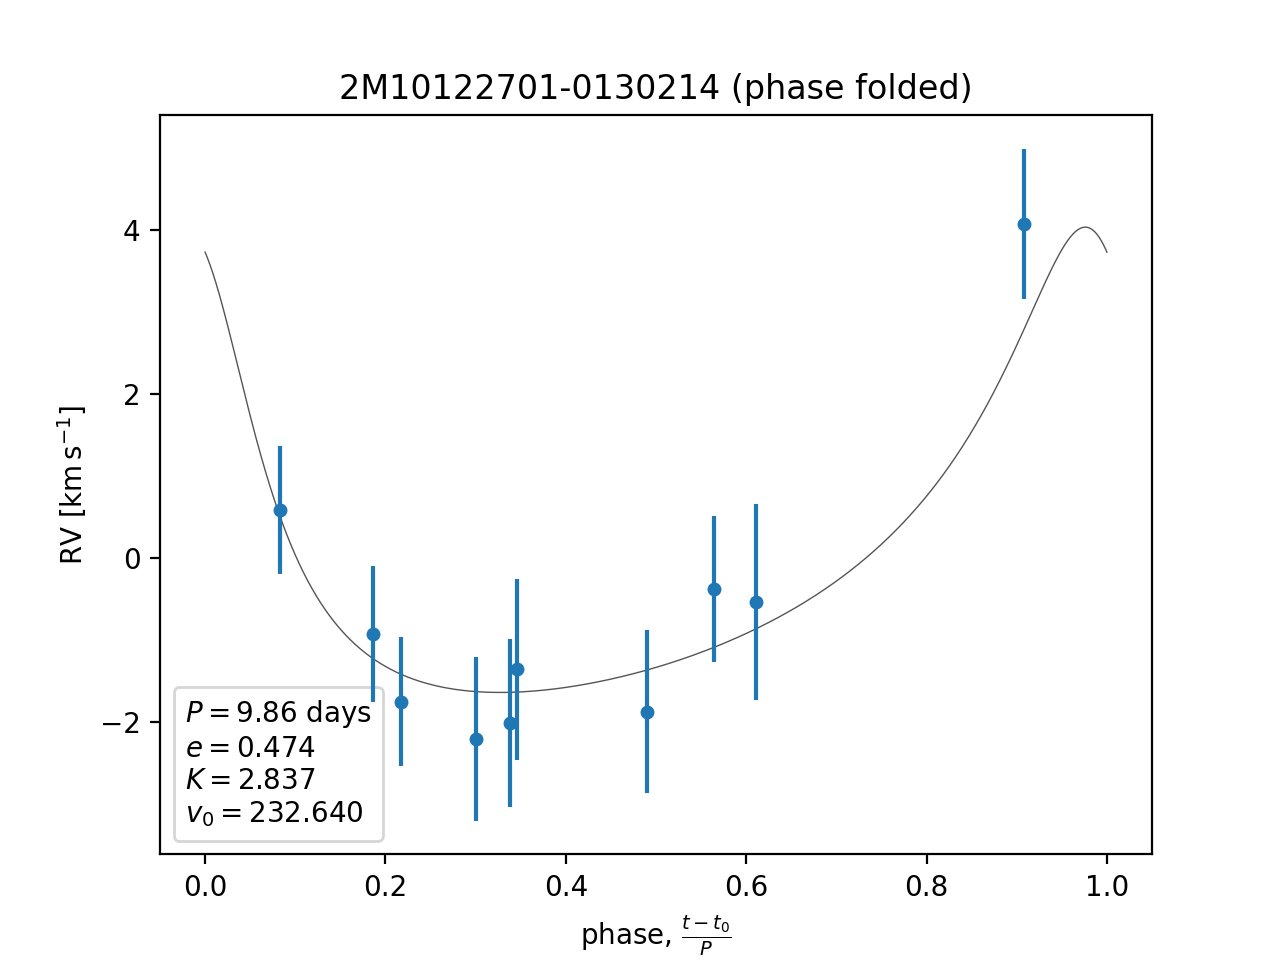 2M10122701-0130214 (phase folded)
RV [km s⁻¹]
4
2
0
−2
P = 9.86 days
e = 0.474
K = 2.837
v₀ = 232.640
0.0 0.2 0.4 0.6 0.8 1.0
phase, (t − t₀)/P